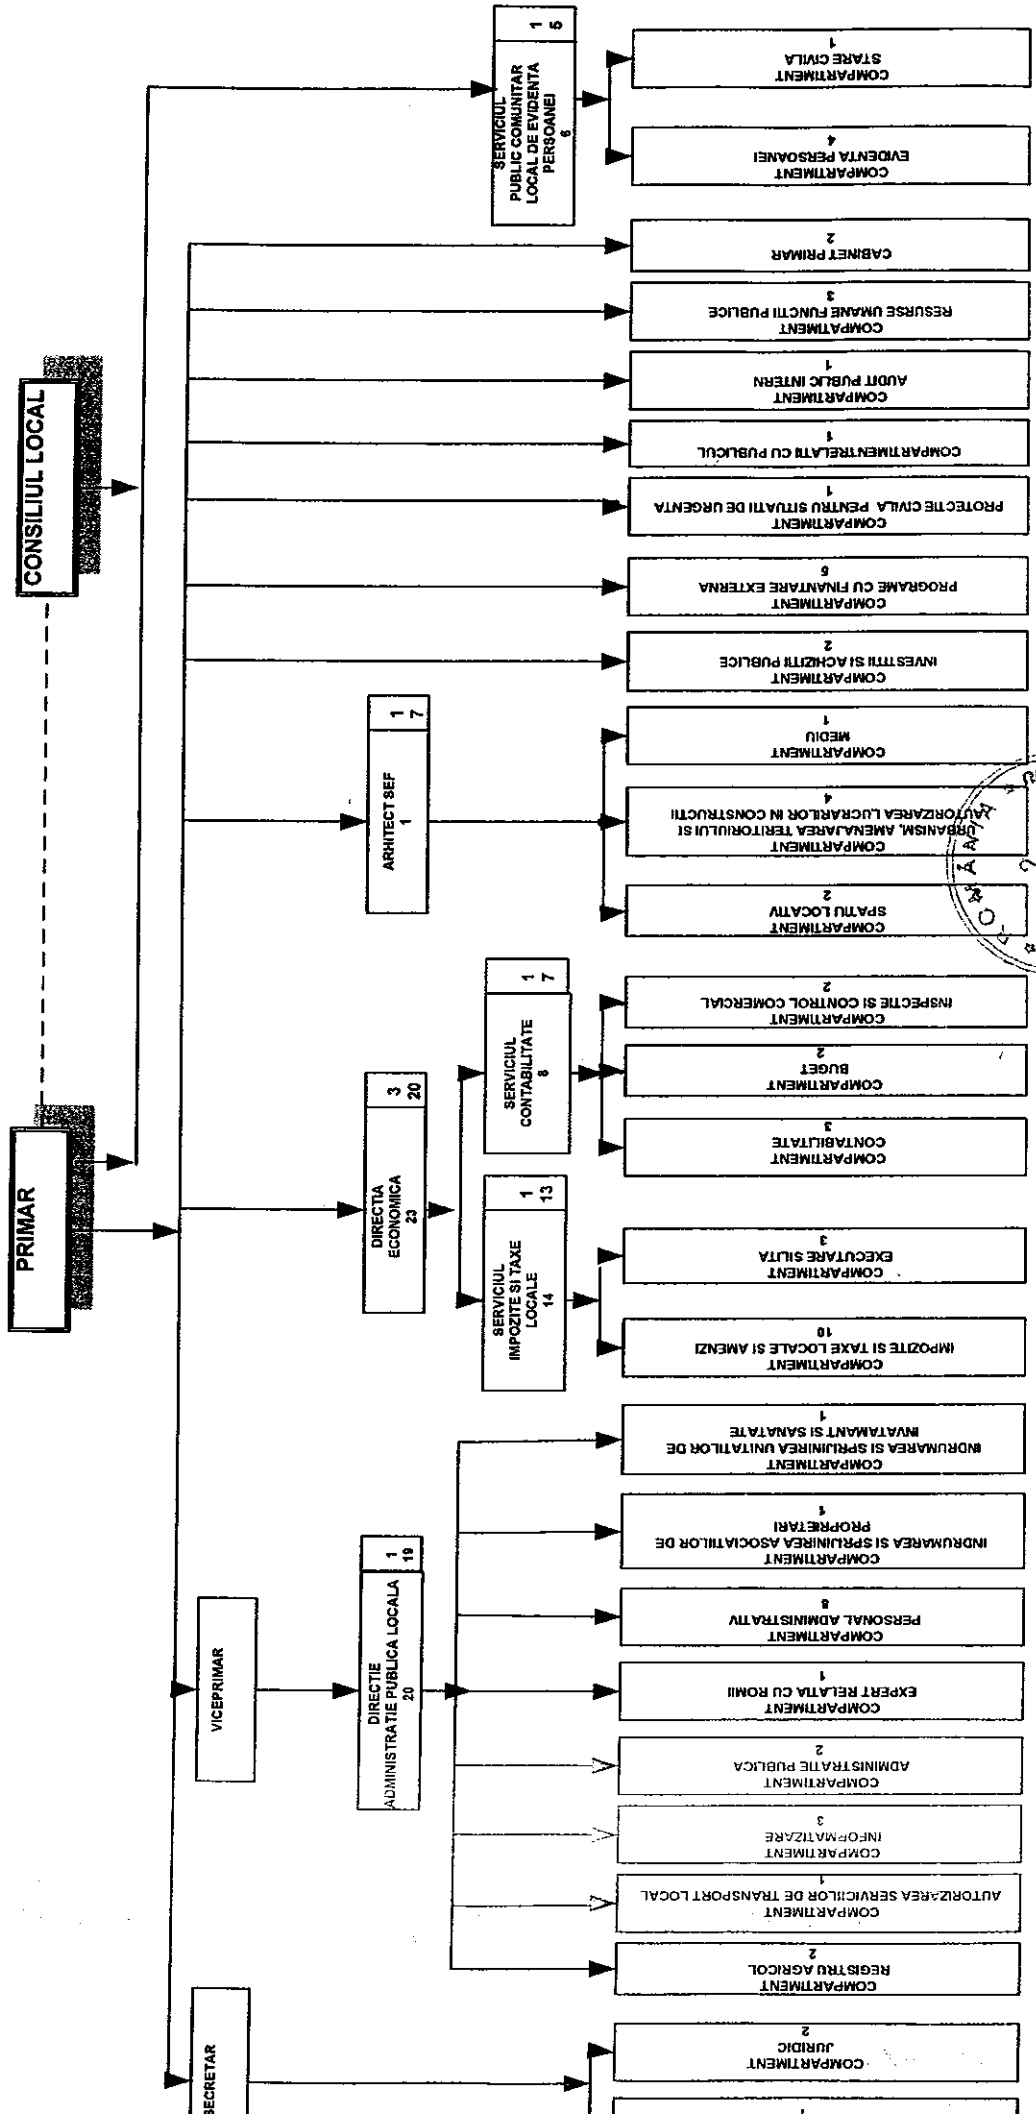 CONSILIUL LOCAL
PRIMAR
SECRETAR
VICEPRIMAR
DIRECTIE
ADMINISTRATIE PUBLICA LOCALA
20
1
19
DIRECTIA
ECONOMICA
23
3
20
ARHITECT SEF
1
1
7
SERVICIUL
IMPOZITE SI TAXE
LOCALE
14
1
13
SERVICIUL
CONTABILITATE
8
1
7
SERVICIUL
PUBLIC COMUNITAR
LOCAL DE EVIDENTA
PERSOANEI
6
1
5
COMPARTIMENT
JURIDIC
2
COMPARTIMENT
REGISTRU AGRICOL
2
COMPARTIMENT
AUTORIZAREA SERVICIILOR DE TRANSPORT LOCAL
1
COMPARTIMENT
INFORMATIZARE
3
COMPARTIMENT
ADMINISTRATIE PUBLICA
2
COMPARTIMENT
EXPERT RELATIA CU ROMII
1
COMPARTIMENT
PERSONAL ADMINISTRATIV
8
COMPARTIMENT
INDRUMAREA SI SPRIJINIREA ASOCIATIILOR DE
PROPRIETARI
1
COMPARTIMENT
INDRUMAREA SI SPRIJINIREA UNITATILOR DE
INVATAMANT SI SANATATE
1
COMPARTIMENT
IMPOZITE SI TAXE LOCALE SI AMENZI
10
COMPARTIMENT
EXECUTARE SILITA
3
COMPARTIMENT
CONTABILITATE
3
COMPARTIMENT
BUGET
2
COMPARTIMENT
INSPECTIE SI CONTROL COMERCIAL
2
COMPARTIMENT
SPATIU LOCATIV
2
COMPARTIMENT
URBANISM, AMENAJAREA TERITORIULUI SI
AUTORIZAREA LUCRARILOR IN CONSTRUCTII
4
COMPARTIMENT
MEDIU
1
COMPARTIMENT
INVESTITII SI ACHIZITII PUBLICE
2
COMPARTIMENT
PROGRAME CU FINANTARE EXTERNA
5
COMPARTIMENT
PROTECTIE CIVILA PENTRU SITUATII DE URGENTA
1
COMPARTIMENTRELATII CU PUBLICUL
1
COMPARTIMENT
AUDIT PUBLIC INTERN
1
COMPATIMENT
RESURSE UMANE FUNCTII PUBLICE
3
CABINET PRIMAR
2
COMPARTIMENT
EVIDENTA PERSOANEI
4
COMPARTIMENT
STARE CIVILA
1